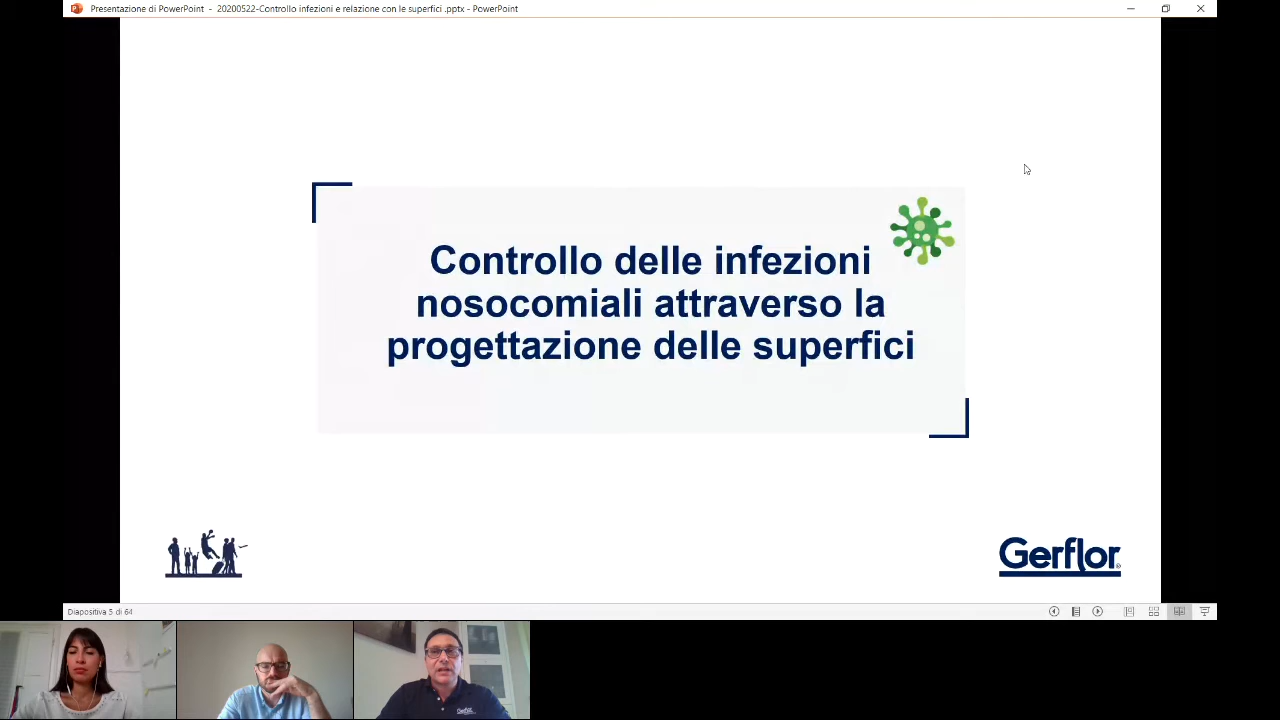 Presentazione di PowerPoint - 20200522-Controllo infezioni e relazione con le superfici .pptx - PowerPoint
Controllo delle infezioni
nosocomiali attraverso la
progettazione delle superfici
Gerflor
Diapositiva 5 di 64
Gerflor